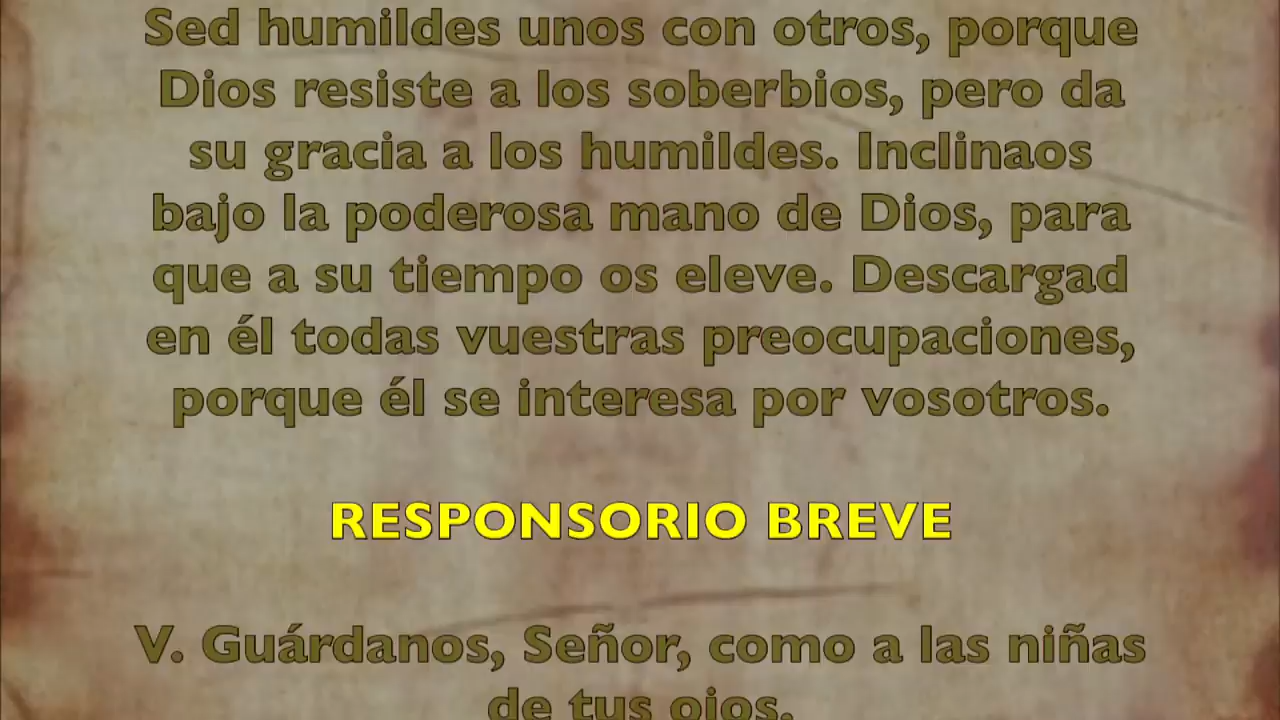 Sed humildes unos con otros, porque
Dios resiste a los soberbios, pero da
su gracia a los humildes. Inclinaos
bajo la poderosa mano de Dios, para
que a su tiempo os eleve. Descargad
en él todas vuestras preocupaciones,
porque él se interesa por vosotros.
RESPONSORIO BREVE
V. Guárdanos, Señor, como a las niñas
de tus ojos.